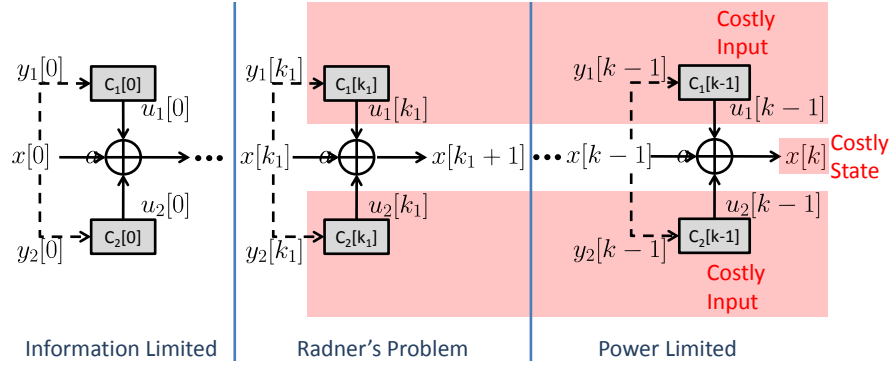 Costly
Input
y₁[0]
y₁[k₁]
y₁[k − 1]
C₁[0]
C₁[k₁]
C₁[k-1]
u₁[0]
u₁[k₁]
u₁[k − 1]
x[0] α ••• x[k₁] α x[k₁ + 1] ••• x[k − 1] α x[k]
Costly
State
u₂[0]
u₂[k₁]
u₂[k − 1]
C₂[0]
C₂[k₁]
C₂[k-1]
y₂[0]
y₂[k₁]
y₂[k − 1]
Costly
Input
Information Limited
Radner's Problem
Power Limited